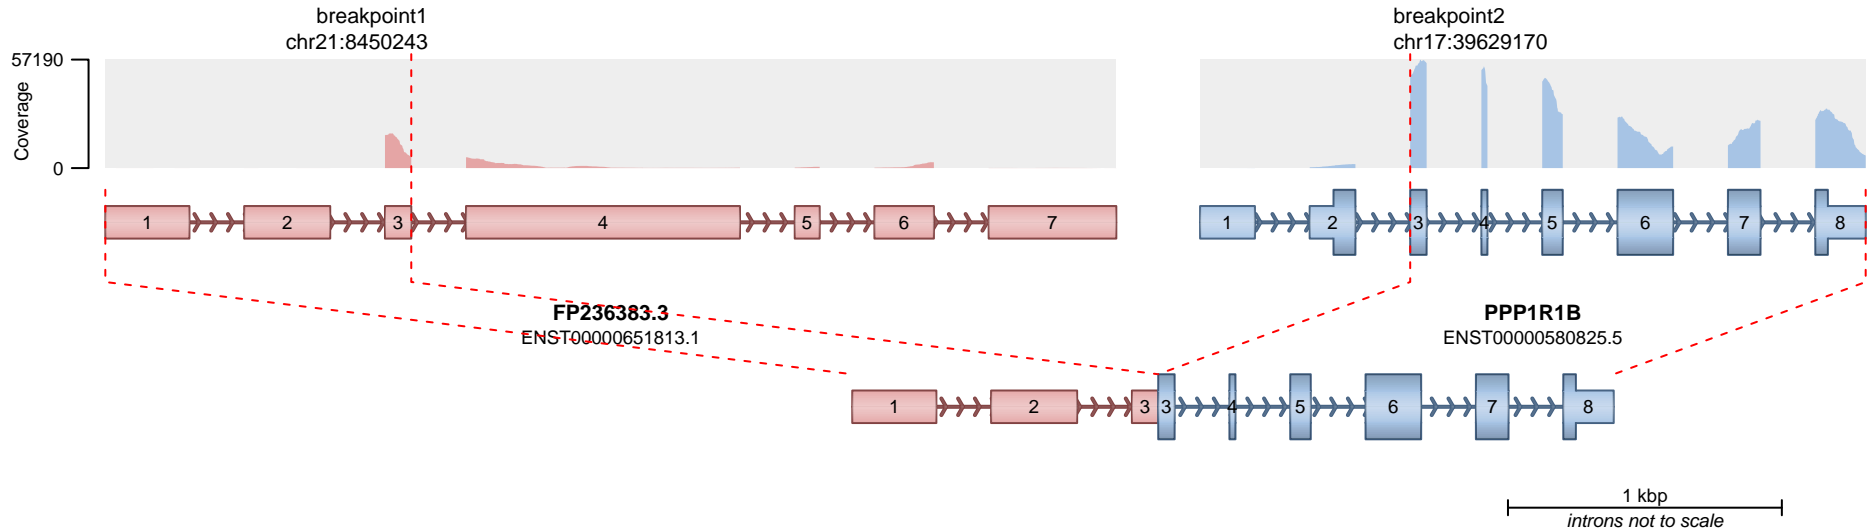 breakpoint1
chr21:8450243
breakpoint2
chr17:39629170
57190
Coverage
0
1 2 3 4 5 6 7
1 2 3 4 5 6 7 8
FP236383.3
ENST00000651813.1
PPP1R1B
ENST00000580825.5
1 2 3 3 4 5 6 7 8
1 kbp
introns not to scale